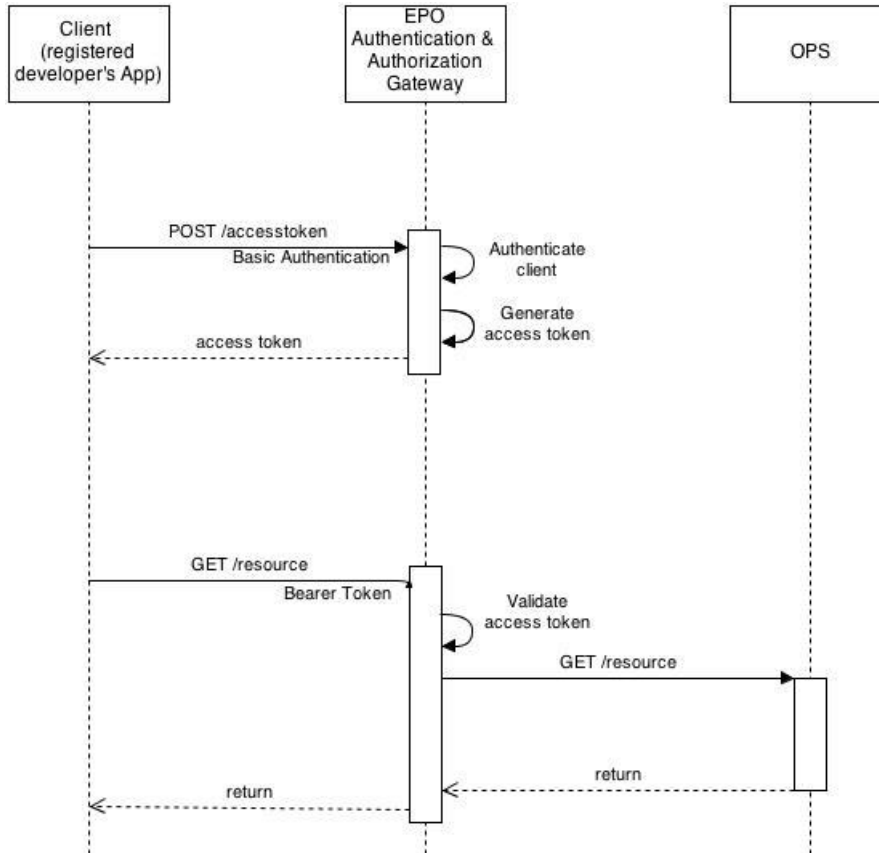 Client
(registered
developer's App)
EPO
Authentication &
Authorization
Gateway
OPS
POST /accesstoken
Basic Authentication
Authenticate
client
Generate
access token
access token
GET /resource
Bearer Token
Validate
access token
GET /resource
return
return